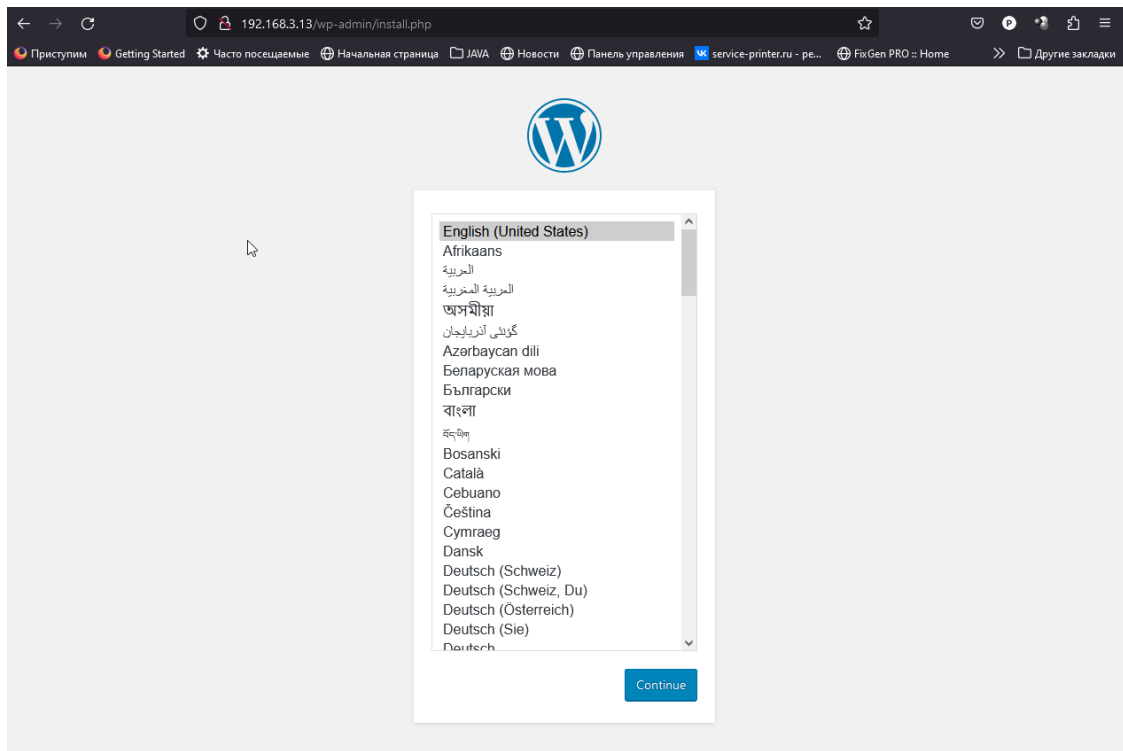 192.168.3.13/wp-admin/install.php
Приступим Getting Started Часто посещаемые Начальная страница JAVA Новости Панель управления service-printer.ru - ре... FixGen PRO :: Home Другие закладки
English (United States)
Afrikaans
العربية
العربية المغربية
অসমীয়া
گؤنئی آذربایجان
Azərbaycan dili
Беларуская мова
Български
বাংলা
བོད་ཡིག
Bosanski
Català
Cebuano
Čeština
Cymraeg
Dansk
Deutsch (Schweiz)
Deutsch (Schweiz, Du)
Deutsch (Österreich)
Deutsch (Sie)
Deutsch
Continue